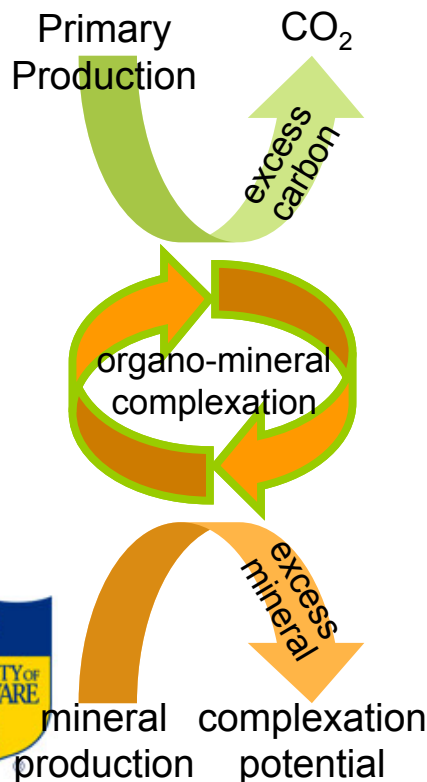 Primary
Production
CO₂
excess
carbon
organo-mineral
complexation
excess
mineral
mineral
production
complexation
potential